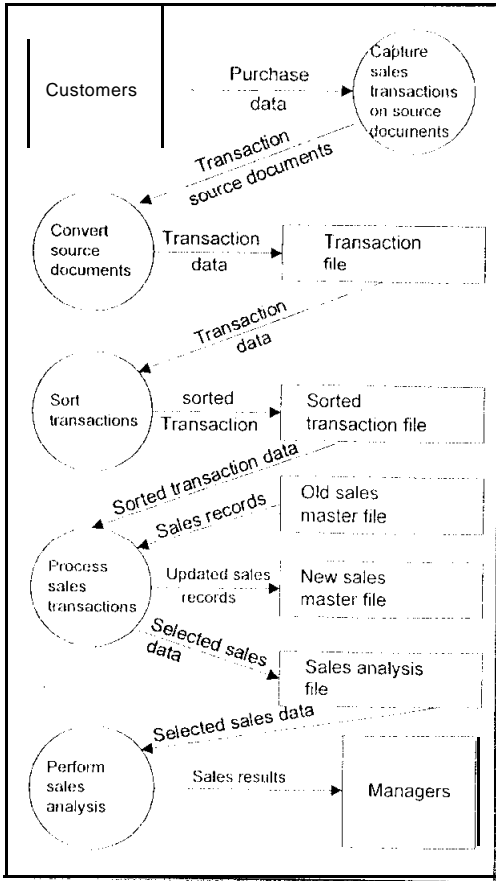 Customers
Purchase
data
Capture
sales
transactions
on source
documents
Transaction
source documents
Convert
source
documents
Transaction
data
Transaction
file
Transaction
data
Sort
transactions
sorted
Transaction
Sorted
transaction file
Sorted transaction data
Sales records
Old sales
master file
Process
sales
transactions
Updated sales
records
New sales
master file
Selected sales
data
Sales analysis
file
Selected sales data
Perform
sales
analysis
Sales results
Managers